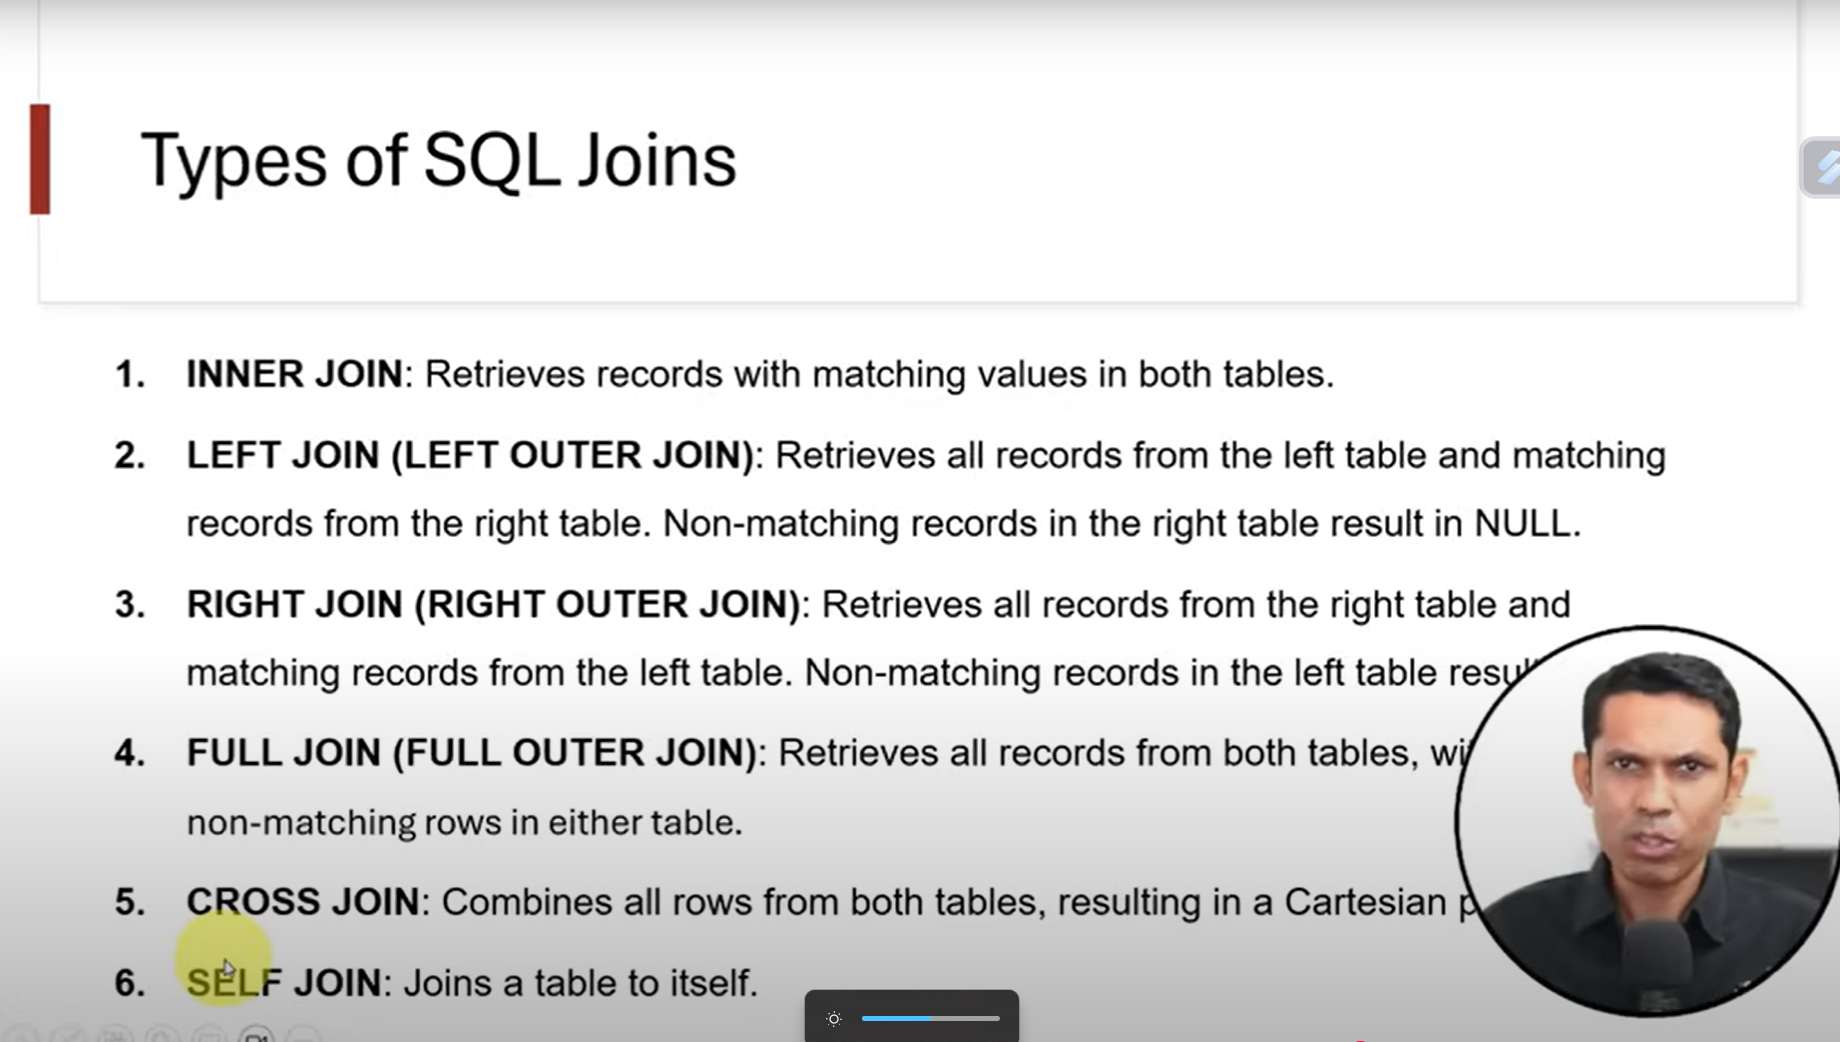 Types of SQL Joins
1. INNER JOIN: Retrieves records with matching values in both tables.
2. LEFT JOIN (LEFT OUTER JOIN): Retrieves all records from the left table and matching
records from the right table. Non-matching records in the right table result in NULL.
3. RIGHT JOIN (RIGHT OUTER JOIN): Retrieves all records from the right table and
matching records from the left table. Non-matching records in the left table
4. FULL JOIN (FULL OUTER JOIN): Retrieves all records from both tables,
non-matching rows in either table.
5. CROSS JOIN: Combines all rows from both tables, resulting in a Cartesian
6. SELF JOIN: Joins a table to itself.